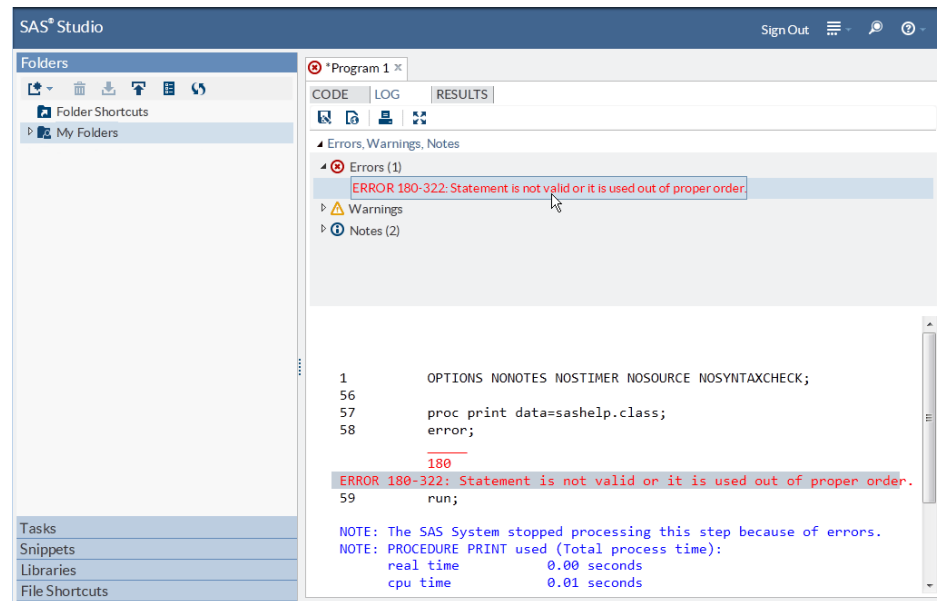 SAS® Studio
Sign Out
Folders
Folder Shortcuts
My Folders
Tasks
Snippets
Libraries
File Shortcuts
*Program 1
CODE LOG RESULTS
Errors, Warnings, Notes
Errors (1)
ERROR 180-322: Statement is not valid or it is used out of proper order.
Warnings
Notes (2)
1 OPTIONS NONOTES NOSTIMER NOSOURCE NOSYNTAXCHECK;
56
57 proc print data=sashelp.class;
58 error;
_____
180
ERROR 180-322: Statement is not valid or it is used out of proper order.
59 run;
NOTE: The SAS System stopped processing this step because of errors.
NOTE: PROCEDURE PRINT used (Total process time):
real time 0.00 seconds
cpu time 0.01 seconds